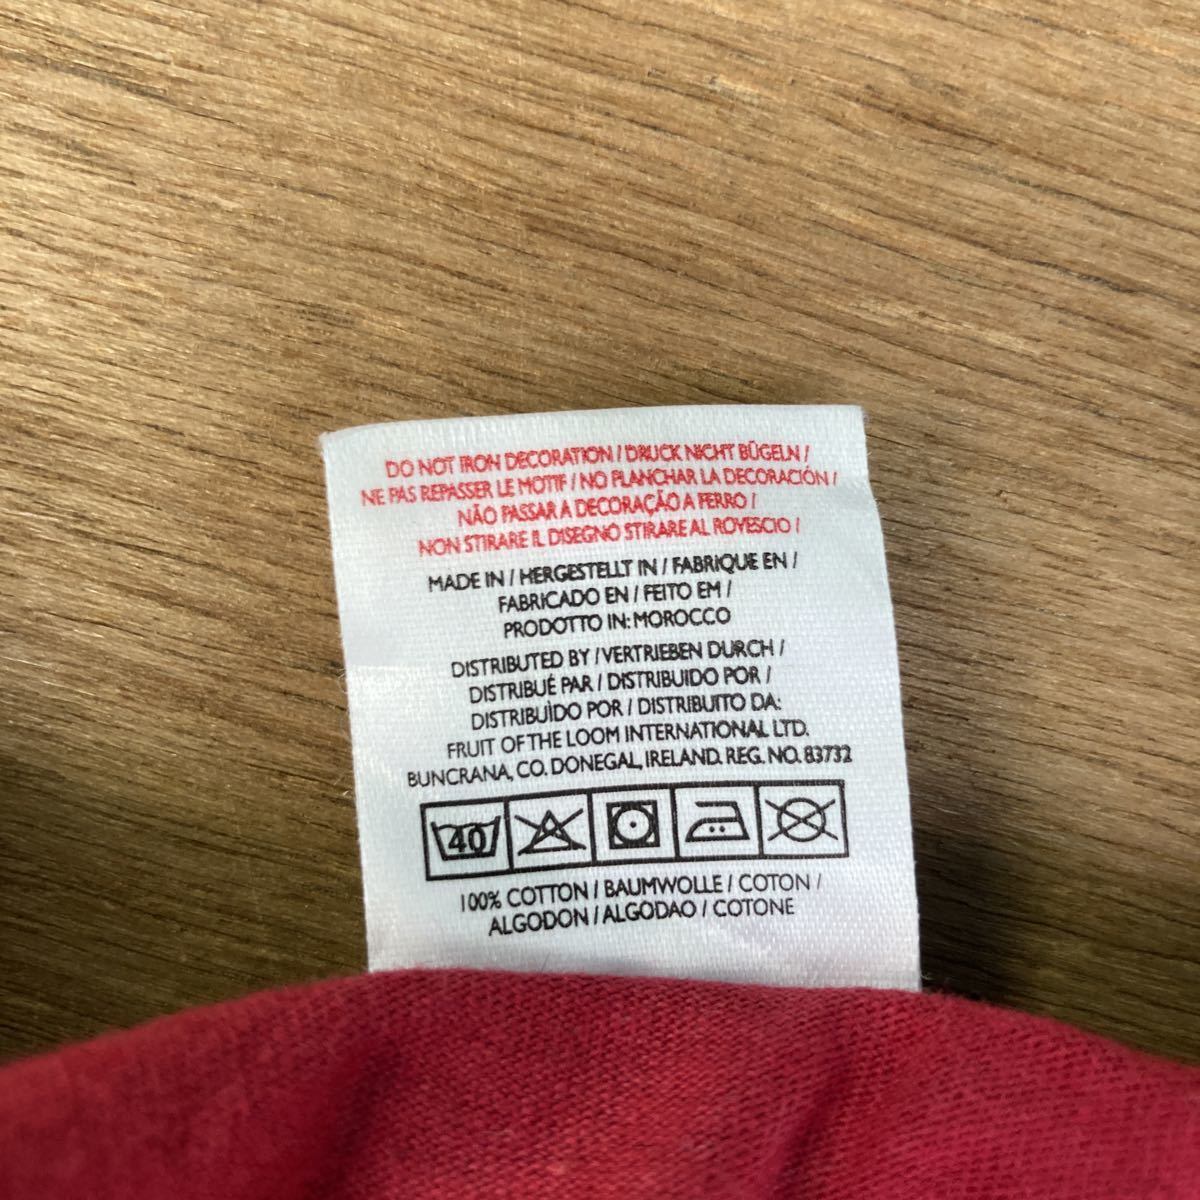 DO NOT IRON DECORATION / DRUCK NICHT BÜGELN /
NE PAS REPASSER LE MOTIF / NO PLANCHAR LA DECORACIÓN /
NÃO PASSAR A DECORAÇÃO A FERRO /
NON STIRARE IL DISEGNO STIRARE AL ROVESCIO /
MADE IN / HERGESTELLT IN / FABRIQUE EN /
FABRICADO EN / FEITO EM /
PRODOTTO IN: MOROCCO
DISTRIBUTED BY / VERTRIEBEN DURCH /
DISTRIBUÉ PAR / DISTRIBUIDO POR /
DISTRIBUÌDO POR / DISTRIBUITO DA:
FRUIT OF THE LOOM INTERNATIONAL LTD.
BUNCRANA, CO. DONEGAL, IRELAND. REG. NO. 83732
40
100% COTTON / BAUMWOLLE / COTON /
ALGODON / ALGODAO / COTONE